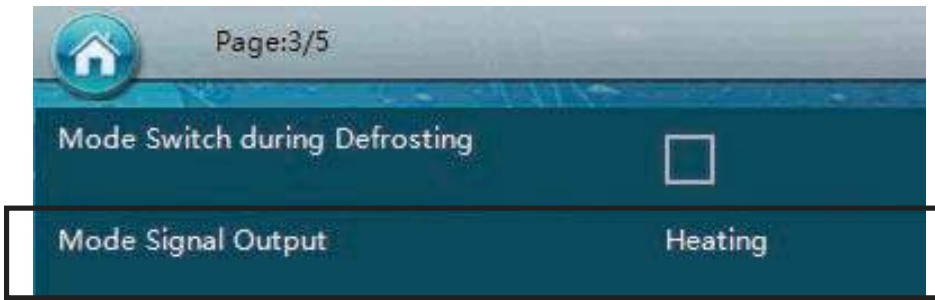 Page:3/5
Mode Switch during Defrosting
Mode Signal Output Heating